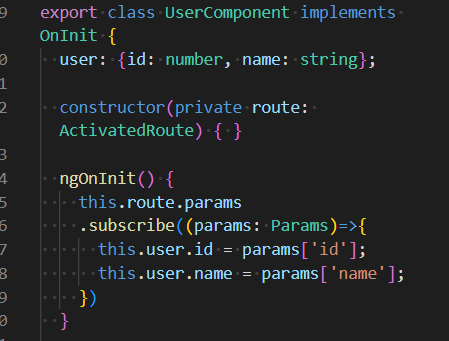 9 export class UserComponent implements
OnInit {
0 user: {id: number, name: string};
1
2 constructor(private route:
ActivatedRoute) { }
3
4 ngOnInit() {
5 this.route.params
6 .subscribe((params: Params)=>{
7 this.user.id = params['id'];
8 this.user.name = params['name'];
9 })
0 }